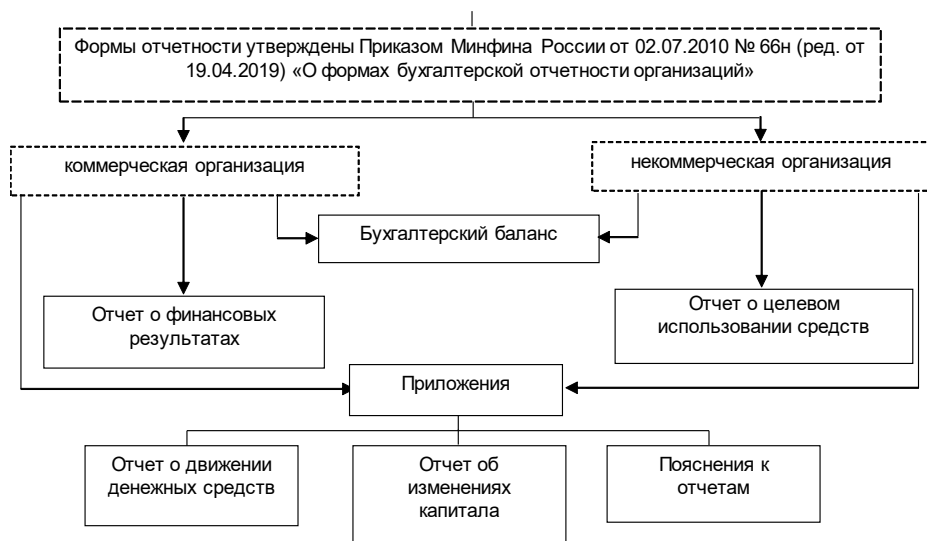 Формы отчетности утверждены Приказом Минфина России от 02.07.2010 № 66н (ред. от
19.04.2019) «О формах бухгалтерской отчетности организаций»
коммерческая организация
некоммерческая организация
Бухгалтерский баланс
Отчет о финансовых
результатах
Отчет о целевом
использовании средств
Приложения
Отчет о движении
денежных средств
Отчет об
изменениях
капитала
Пояснения к
отчетам